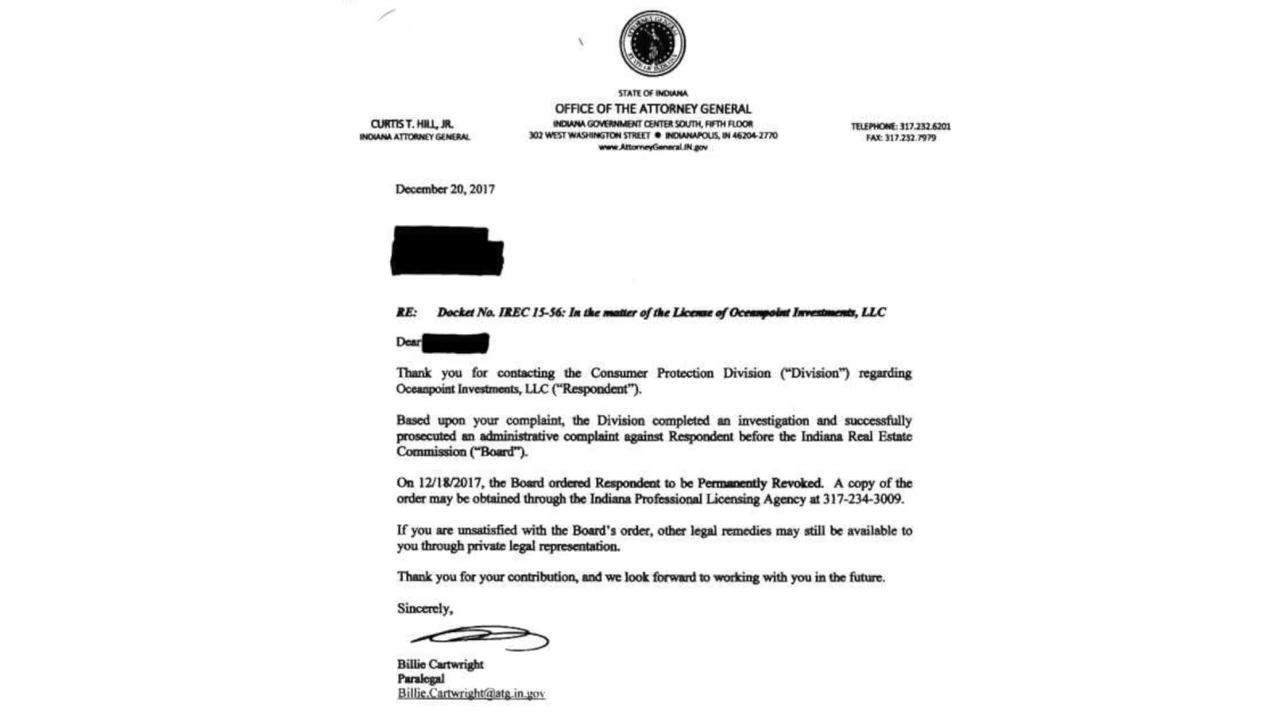 STATE OF INDIANA
OFFICE OF THE ATTORNEY GENERAL
INDIANA GOVERNMENT CENTER SOUTH, FIFTH FLOOR
302 WEST WASHINGTON STREET ● INDIANAPOLIS, IN 46204-2770
www.AttorneyGeneral.IN.gov
CURTIS T. HILL, JR.
INDIANA ATTORNEY GENERAL
TELEPHONE: 317.232.6201
FAX: 317.232.7979
December 20, 2017
RE: Docket No. IREC 15-56: In the matter of the License of Oceanpoint Investments, LLC
Dear
Thank you for contacting the Consumer Protection Division (“Division”) regarding
Oceanpoint Investments, LLC (“Respondent”).
Based upon your complaint, the Division completed an investigation and successfully
prosecuted an administrative complaint against Respondent before the Indiana Real Estate
Commission (“Board”).
On 12/18/2017, the Board ordered Respondent to be Permanently Revoked. A copy of the
order may be obtained through the Indiana Professional Licensing Agency at 317-234-3009.
If you are unsatisfied with the Board’s order, other legal remedies may still be available to
you through private legal representation.
Thank you for your contribution, and we look forward to working with you in the future.
Sincerely,
Billie Cartwright
Paralegal
Billie.Cartwright@atg.in.gov